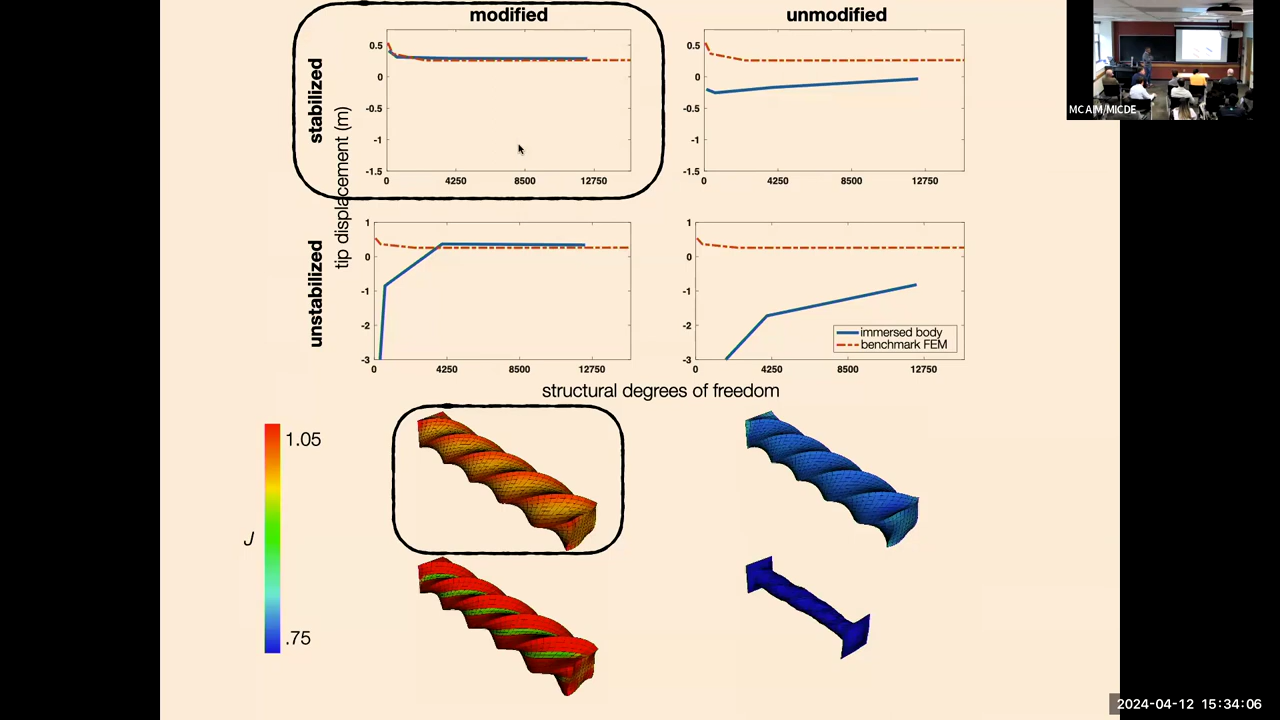 modified
unmodified
MCAIM/MICDE
stabilized
unstabilized
tip displacement (m)
0.5
0
-0.5
-1
-1.5
0 4250 8500 12750
0.5
0
-0.5
-1
-1.5
0 4250 8500 12750
1
0
-1
-2
-3
0 4250 8500 12750
1
0
-1
-2
-3
0 4250 8500 12750
immersed body
benchmark FEM
structural degrees of freedom
1.05
J
.75
2024-04-12 15:34:06